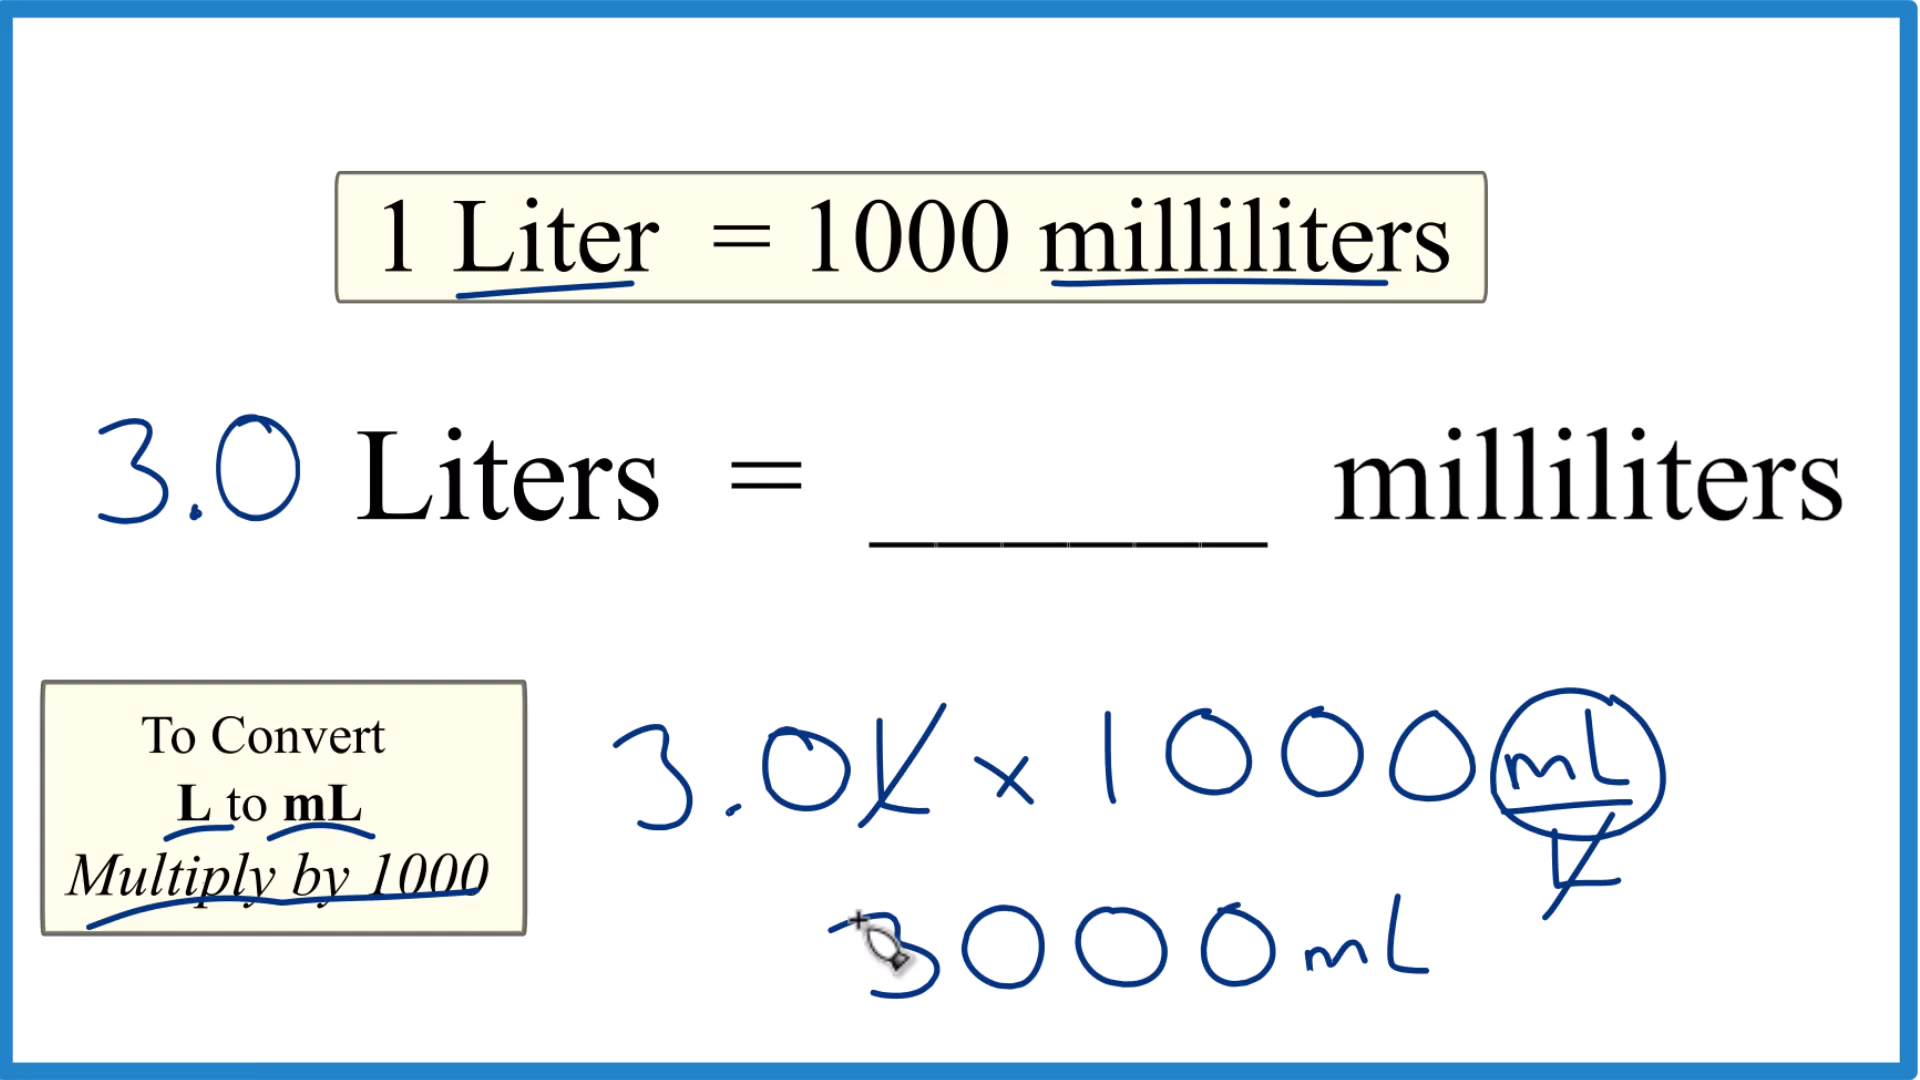 1 Liter = 1000 milliliters
3.0 Liters = ______ milliliters
To Convert
L to mL
Multiply by 1000
3.0L x 1000 mL
L
3000 mL